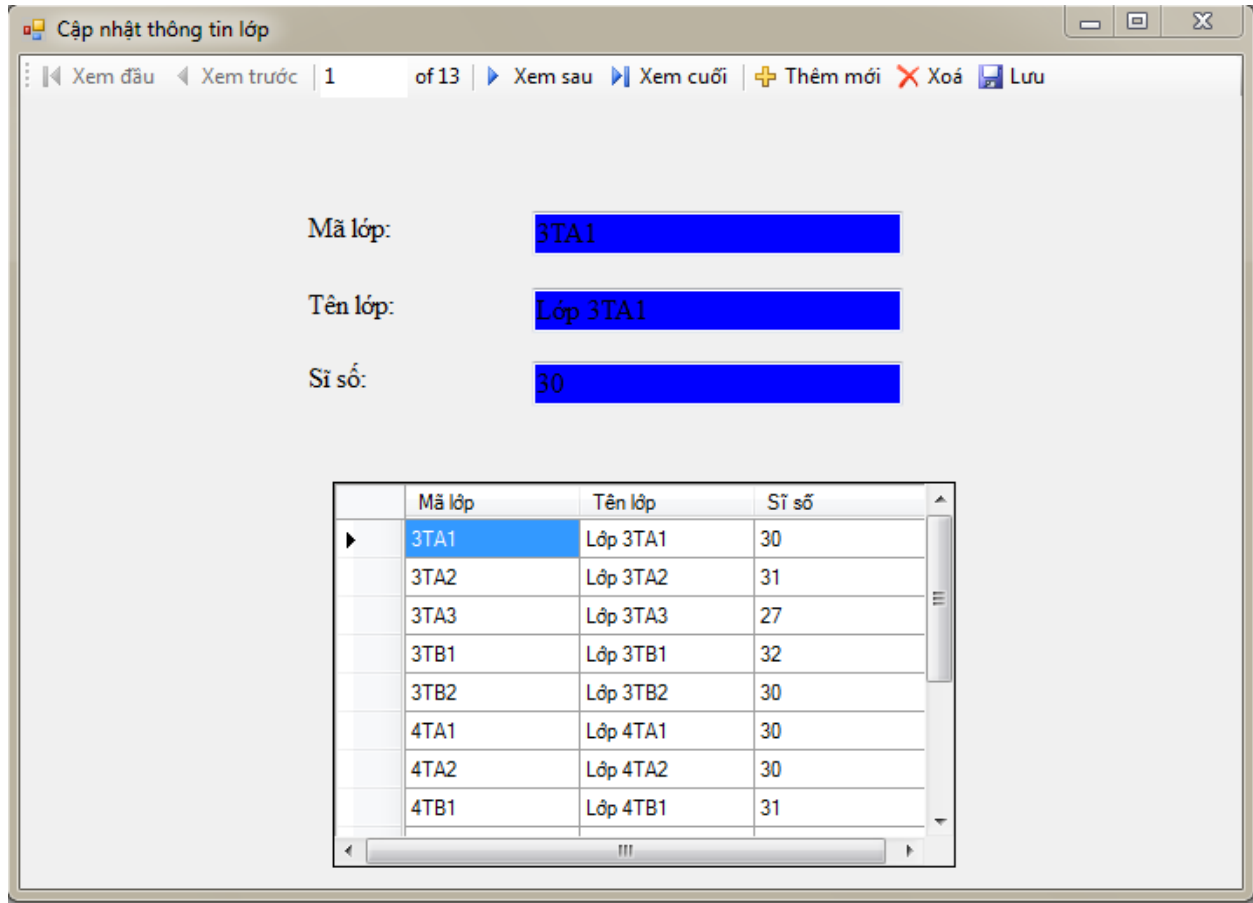 Cập nhật thông tin lớp
Xem đầu Xem trước 1 of 13 Xem sau Xem cuối Thêm mới Xoá Lưu
Mã lớp: 3TA1
Tên lớp: Lớp 3TA1
Sĩ số: 30
Mã lớp Tên lớp Sĩ số
3TA1 Lớp 3TA1 30
3TA2 Lớp 3TA2 31
3TA3 Lớp 3TA3 27
3TB1 Lớp 3TB1 32
3TB2 Lớp 3TB2 30
4TA1 Lớp 4TA1 30
4TA2 Lớp 4TA2 30
4TB1 Lớp 4TB1 31